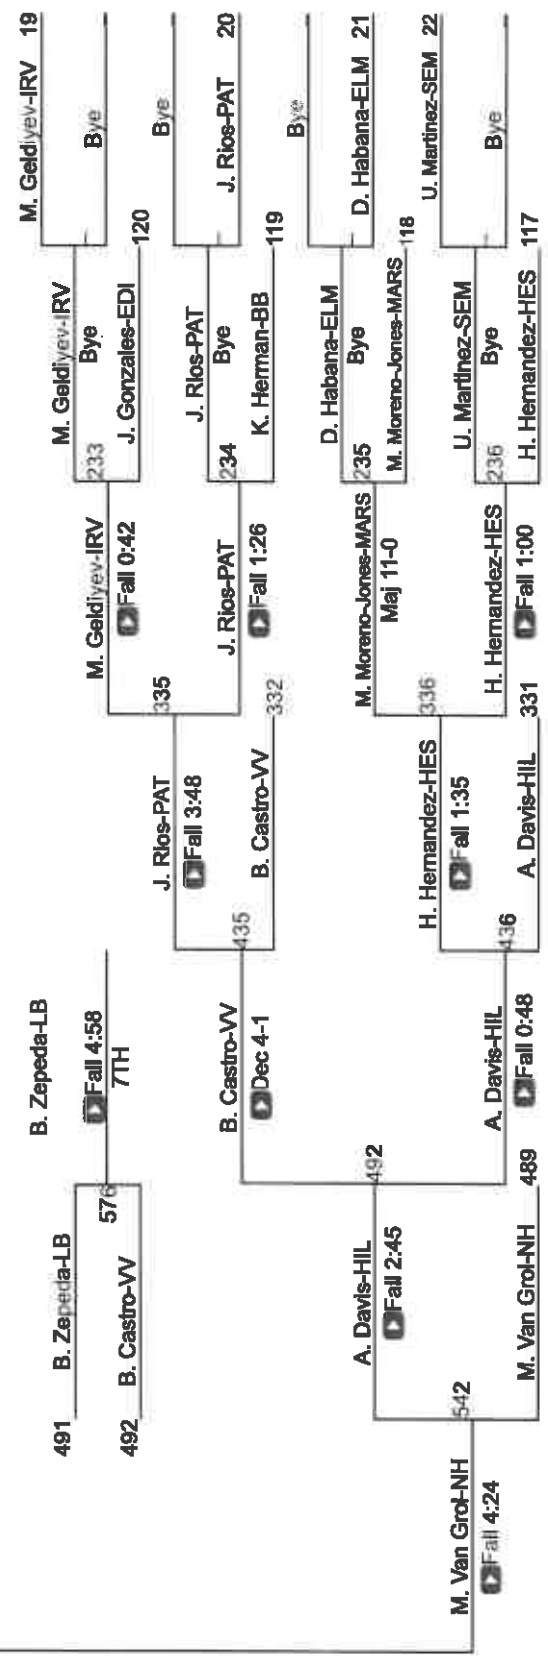 M. Geldiyev-IRV 19
Bye
Bye
J. Rios-PAT 20
Bye
D. Habana-ELM 21
U. Martinez-SEM 22
Bye
M. Geldiyev-IRV
Bye
233
J. Gonzales-EDI 120
J. Rios-PAT
Bye
234
K. Herman-BB 119
D. Habana-ELM
Bye
235
M. Moreno-Jones-MARS 118
U. Martinez-SEM
Bye
236
H. Hernandez-HES 117
M. Geldiyev-IRV
Fall 0:42
335
J. Rios-PAT
Fall 1:26
M. Moreno-Jones-MARS
Maj 11-0
336
H. Hernandez-HES
Fall 1:00
J. Rios-PAT
Fall 3:48
435
B. Castro-VV 332
H. Hernandez-HES
Fall 1:35
436
A. Davis-HIL 331
B. Zepeda-LB
Fall 4:58
7TH
B. Castro-VV
Dec 4-1
492
A. Davis-HIL
Fall 0:48
491 B. Zepeda-LB
576
492 B. Castro-VV
A. Davis-HIL
Fall 2:45
542
M. Van Grol-NH 489
M. Van Grol-NH
Fall 4:24